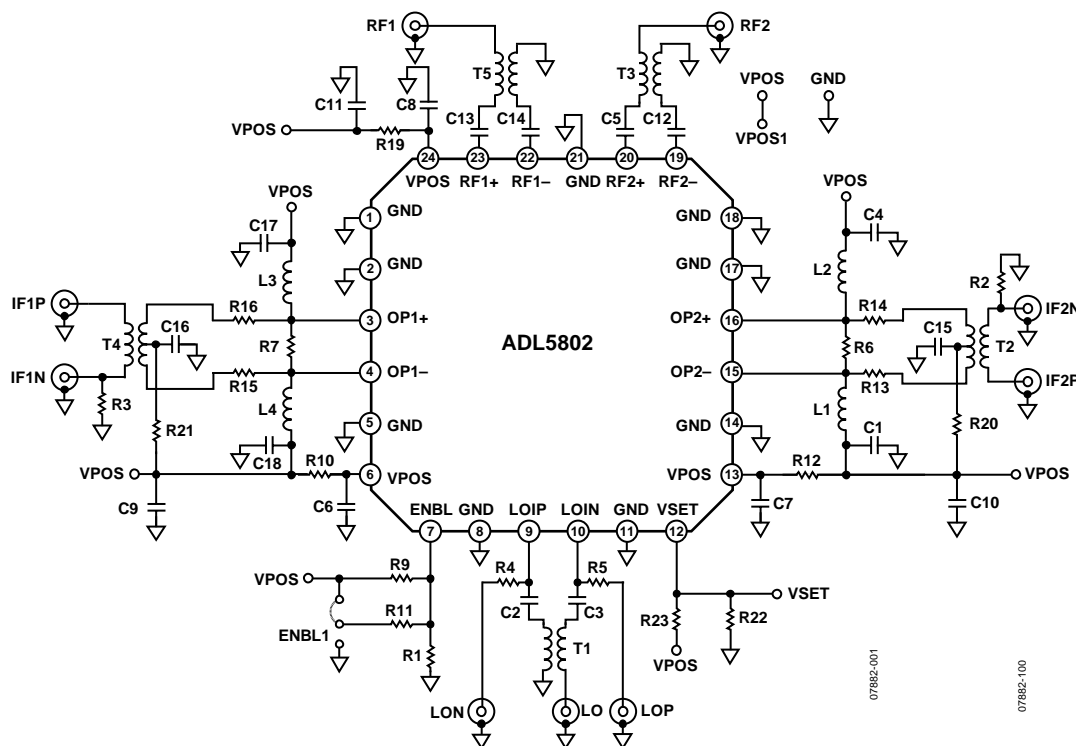 RF1
RF2
T5
T3
C11
C8
C13
C14
C5
C12
VPOS
GND
VPOS
R19
VPOS1
24
23
22
21
20
19
VPOS
RF1+
RF1–
GND
RF2+
RF2–
VPOS
VPOS
1
GND
GND
18
C17
C4
2
GND
GND
17
L3
L2
R2
IF1P
IF2N
R16
R14
3
OP1+
OP2+
16
C16
C15
T4
R7
ADL5802
R6
T2
IF1N
IF2P
R15
R13
4
OP1–
OP2–
15
R3
L4
L1
R21
5
GND
GND
14
R20
C18
C1
R10
R12
VPOS
6
VPOS
VPOS
13
VPOS
C9
C6
C7
C10
ENBL
GND
LOIP
LOIN
GND
VSET
7
8
9
10
11
12
VPOS
R9
R4
R5
VSET
C2
C3
R11
R23
R22
ENBL1
R1
T1
VPOS
LON
LO
LOP
07882-001
07882-100